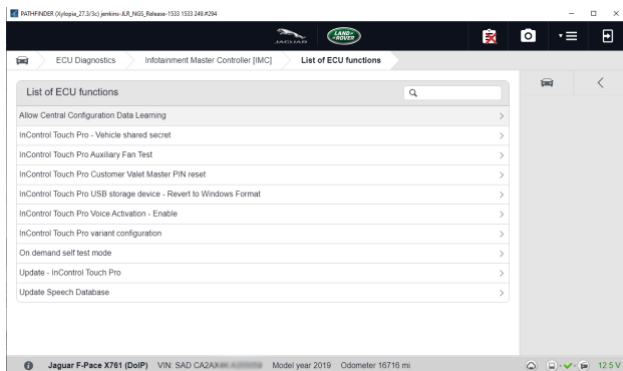 PATHFINDER (Xylopia_27.3/3c) jenkins-JLR_NGS_Release-1533 1533 249.#294
JAGUAR LAND-ROVER
ECU Diagnostics Infotainment Master Controller [IMC] List of ECU functions
List of ECU functions
Allow Central Configuration Data Learning
InControl Touch Pro - Vehicle shared secret
InControl Touch Pro Auxiliary Fan Test
InControl Touch Pro Customer Valet Master PIN reset
InControl Touch Pro USB storage device - Revert to Windows Format
InControl Touch Pro Voice Activation - Enable
InControl Touch Pro variant configuration
On demand self test mode
Update - InControl Touch Pro
Update Speech Database
Jaguar F-Pace X761 (DoIP) VIN: SAD CA2AX Model year 2019 Odometer 16716 mi 12.5 V